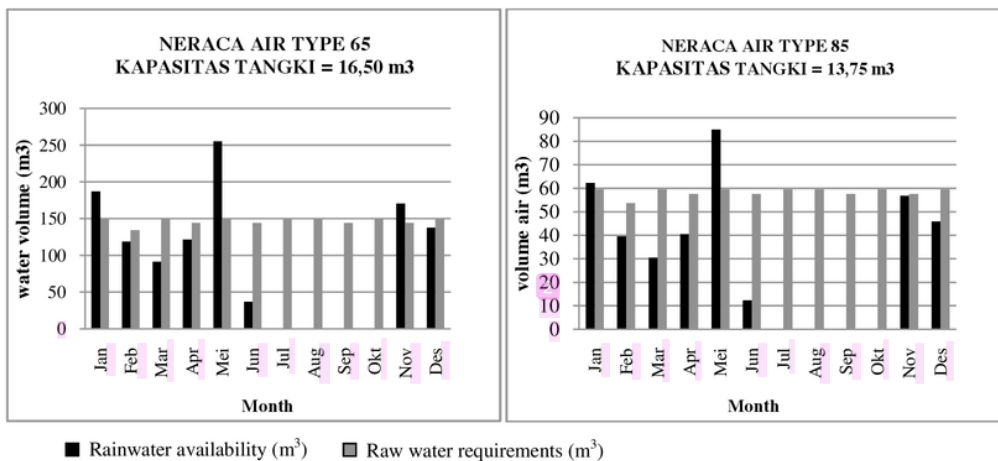 NERACA AIR TYPE 65
KAPASITAS TANGKI = 16,50 m3
300
250
200
150
100
50
0
water volume (m3)
Jan
Feb
Mar
Apr
Mei
Jun
Jul
Aug
Sep
Okt
Nov
Des
Month
NERACA AIR TYPE 85
KAPASITAS TANGKI = 13,75 m3
90
80
70
60
50
40
30
20
10
0
volume air (m3)
Jan
Feb
Mar
Apr
Mei
Jun
Jul
Aug
Sep
Okt
Nov
Des
Month
Rainwater availability (m³)
Raw water requirements (m³)